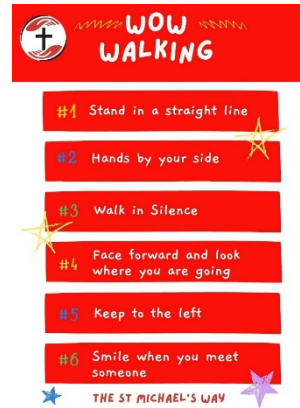 WOW
WALKING
#1 Stand in a straight line
#2 Hands by your side
#3 Walk in Silence
#4 Face forward and look
where you are going
#5 Keep to the left
#6 Smile when you meet
someone
THE ST MICHAEL'S WAY